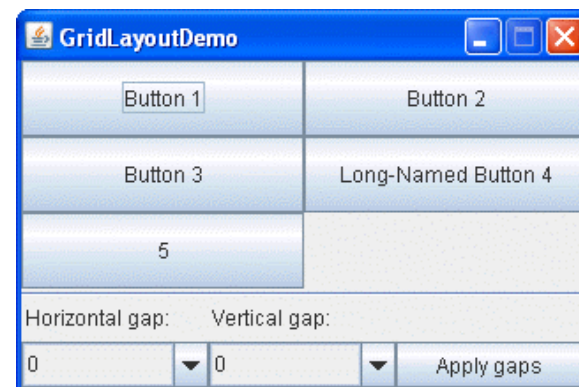 GridLayoutDemo
Button 1 Button 2
Button 3 Long-Named Button 4
5
Horizontal gap: Vertical gap:
0 0 Apply gaps